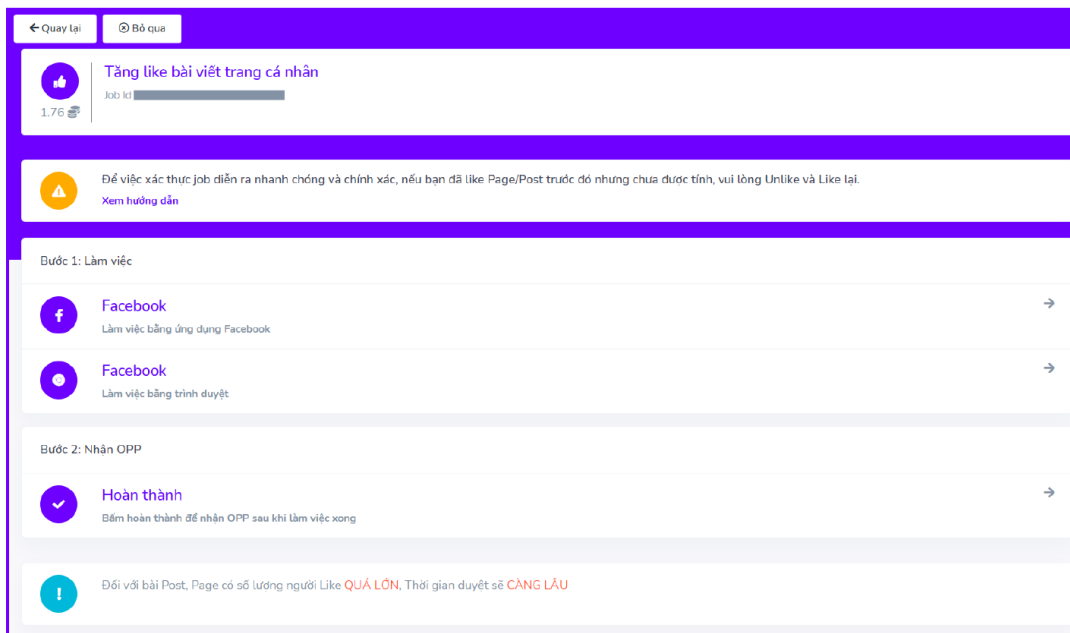 Quay lại
Bỏ qua
Tăng like bài viết trang cá nhân
Job Id
1.76
Để việc xác thực job diễn ra nhanh chóng và chính xác, nếu bạn đã like Page/Post trước đó nhưng chưa được tính, vui lòng Unlike và Like lại.
Xem hướng dẫn
Bước 1: Làm việc
Facebook
Làm việc bằng ứng dụng Facebook
Facebook
Làm việc bằng trình duyệt
Bước 2: Nhận OPP
Hoàn thành
Bấm hoàn thành để nhận OPP sau khi làm việc xong
Đối với bài Post, Page có số lượng người Like QUÁ LỚN, Thời gian duyệt sẽ CÀNG LÂU